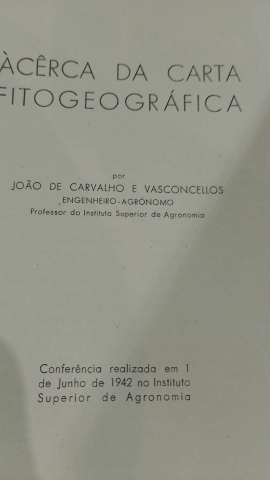 ÀCÊRCA DA CARTA
FITOGEOGRÁFICA
por
JOÃO DE CARVALHO E VASCONCELLOS
ENGENHEIRO-AGRÓNOMO
Professor do Instituto Superior de Agronomia
Conferência realizada em 1
de Junho de 1942 no Instituto
Superior de Agronomia